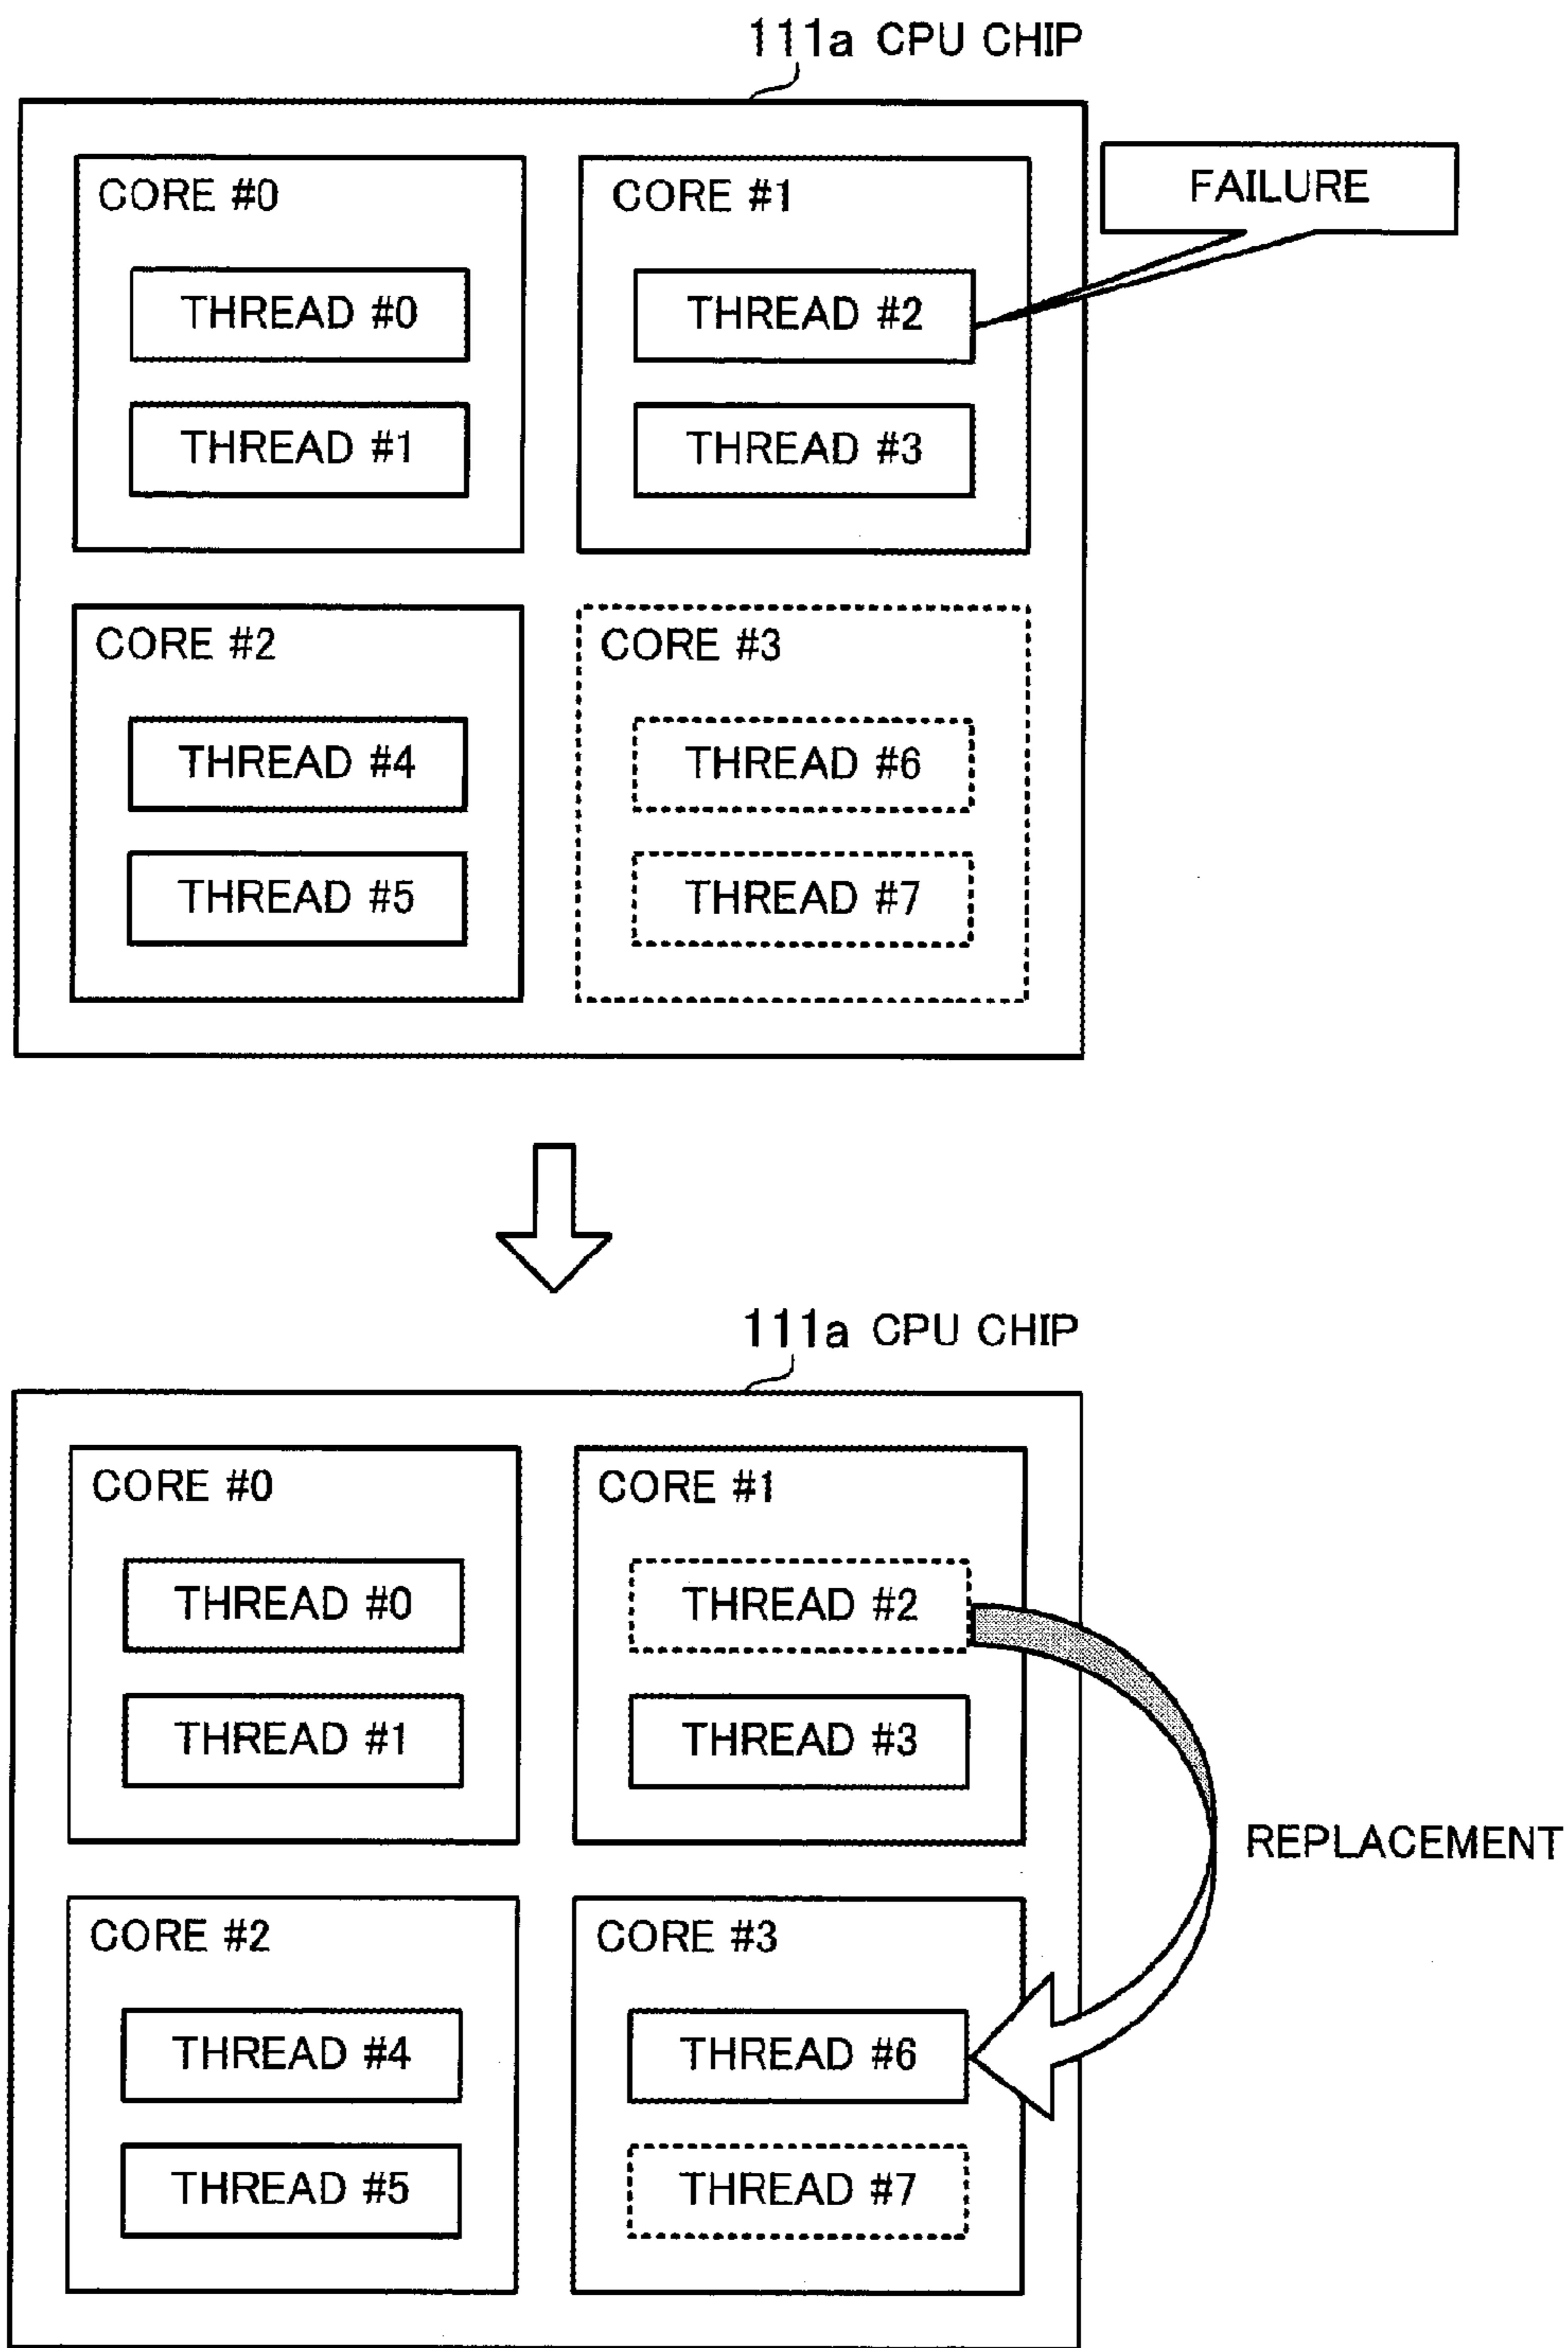 111a CPU CHIP
CORE #0
CORE #1
FAILURE
THREAD #0
THREAD #2
THREAD #1
THREAD #3
CORE #2
CORE #3
THREAD #4
THREAD #6
THREAD #5
THREAD #7
111a CPU CHIP
CORE #0
CORE #1
THREAD #0
THREAD #2
THREAD #1
THREAD #3
REPLACEMENT
CORE #2
CORE #3
THREAD #4
THREAD #6
THREAD #5
THREAD #7